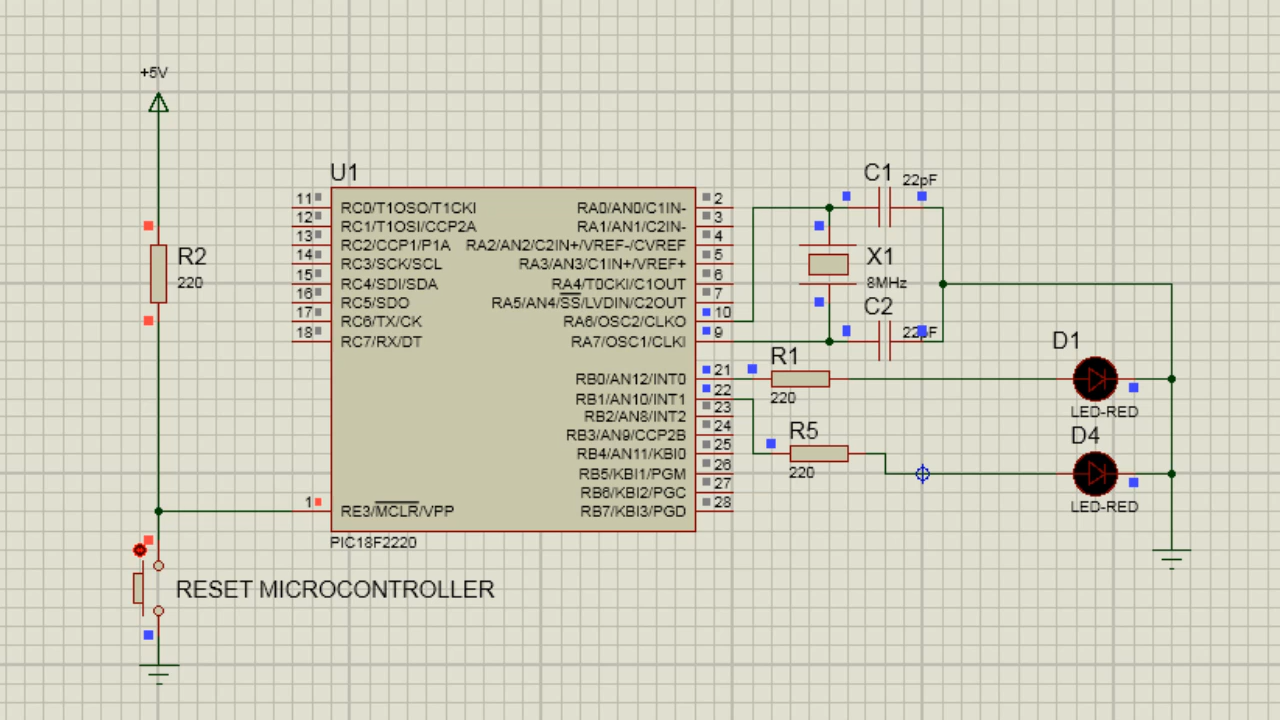 +5V
R2
220
U1
11
12
13
14
15
16
17
18
RC0/T1OSO/T1CKI
RC1/T1OSI/CCP2A
RC2/CCP1/P1A
RC3/SCK/SCL
RC4/SDI/SDA
RC5/SDO
RC6/TX/CK
RC7/RX/DT
1
RE3/MCLR/VPP
RA0/AN0/C1IN-
RA1/AN1/C2IN-
RA2/AN2/C2IN+/VREF-/CVREF
RA3/AN3/C1IN+/VREF+
RA4/T0CKI/C1OUT
RA5/AN4/SS/LVDIN/C2OUT
RA6/OSC2/CLKO
RA7/OSC1/CLKI
RB0/AN12/INT0
RB1/AN10/INT1
RB2/AN8/INT2
RB3/AN9/CCP2B
RB4/AN11/KBI0
RB5/KBI1/PGM
RB6/KBI2/PGC
RB7/KBI3/PGD
2
3
4
5
6
7
10
9
21
22
23
24
25
26
27
28
PIC18F2220
C1
22pF
X1
8MHz
C2
R1
220
R5
220
D1
LED-RED
D4
LED-RED
RESET MICROCONTROLLER